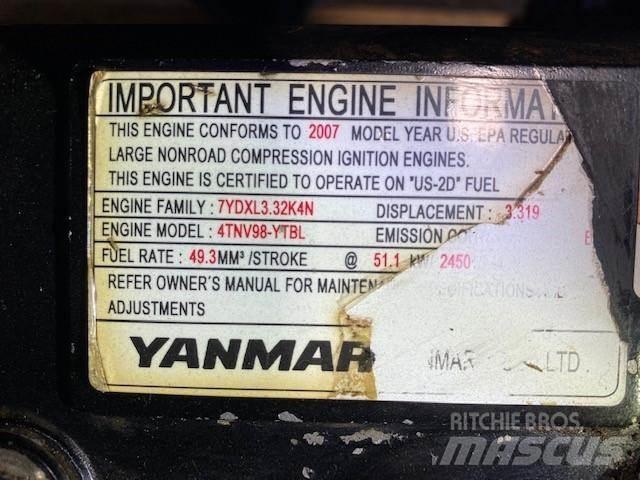 IMPORTANT ENGINE INFORMAT
THIS ENGINE CONFORMS TO 2007 MODEL YEAR U.S. EPA REGULA
LARGE NONROAD COMPRESSION IGNITION ENGINES.
THIS ENGINE IS CERTIFIED TO OPERATE ON "US-2D" FUEL
ENGINE FAMILY : 7YDXL3.32K4N DISPLACEMENT : 3.319
ENGINE MODEL : 4TNV98-YTBL EMISSION
FUEL RATE : 49.3MM³ /STROKE @ 51.1 kW/ 2450
REFER OWNER'S MANUAL FOR
ADJUSTMENTS
YANMAR LTD.
RITCHIE BROS
MASCUS